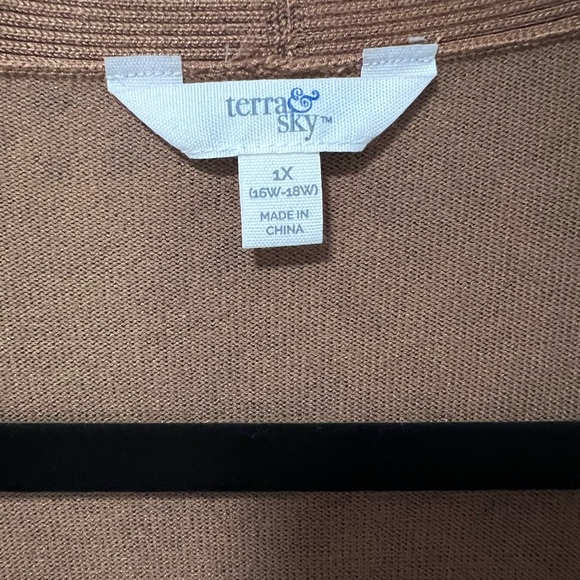 terra &
sky™
1X
(16W-18W)
MADE IN
CHINA